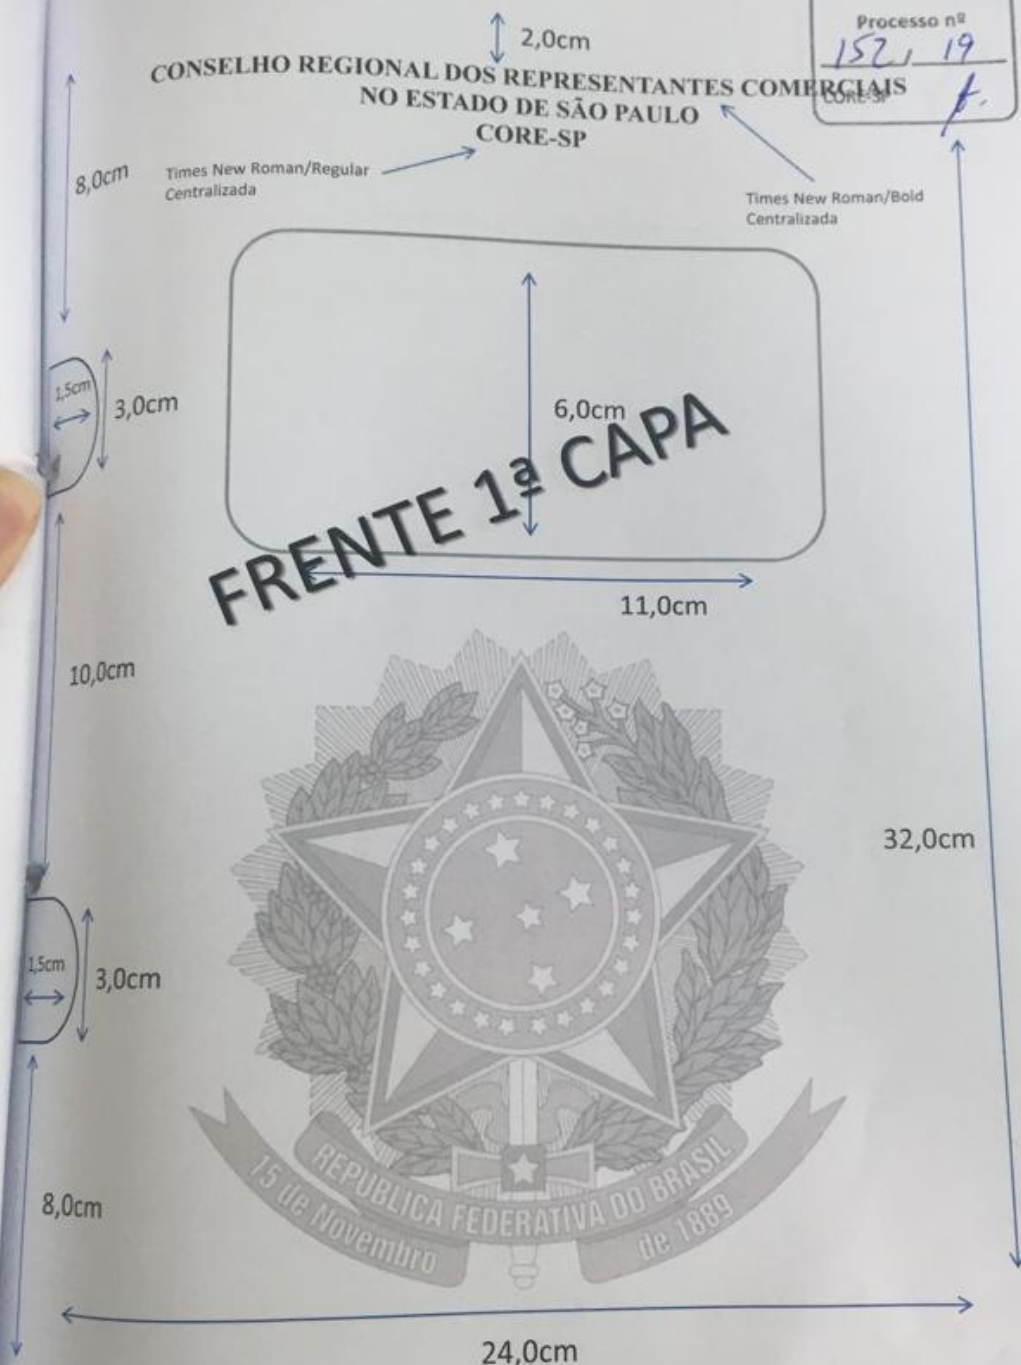 2,0cm
Processo nº
152, 19
CORE-SP
CONSELHO REGIONAL DOS REPRESENTANTES COMERCIAIS
NO ESTADO DE SÃO PAULO
CORE-SP
8,0cm
Times New Roman/Regular
Centralizada
Times New Roman/Bold
Centralizada
1,5cm
3,0cm
6,0cm
FRENTE 1ª CAPA
11,0cm
10,0cm
32,0cm
1,5cm
3,0cm
8,0cm
REPÚBLICA FEDERATIVA DO BRASIL
15 de Novembro
de 1889
24,0cm